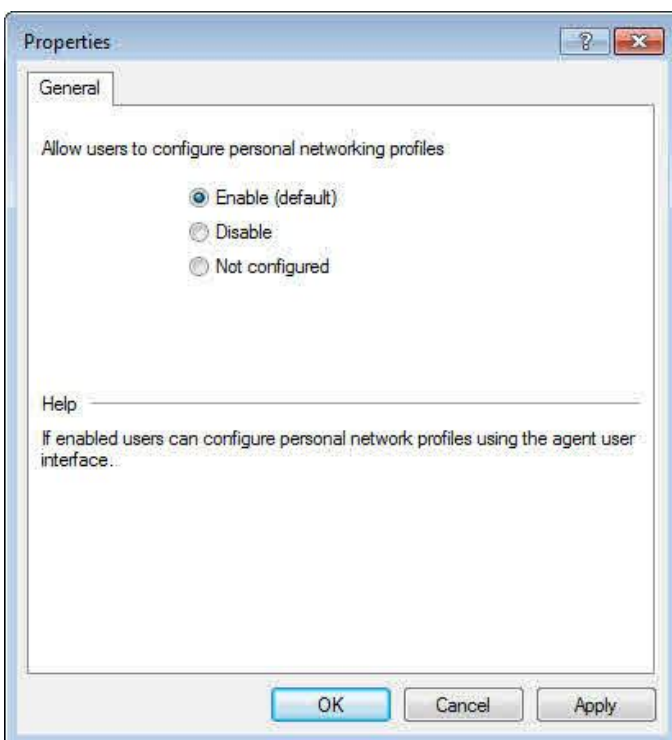 Properties
General
Allow users to configure personal networking profiles
Enable (default)
Disable
Not configured
Help
If enabled users can configure personal network profiles using the agent user
interface.
OK Cancel Apply